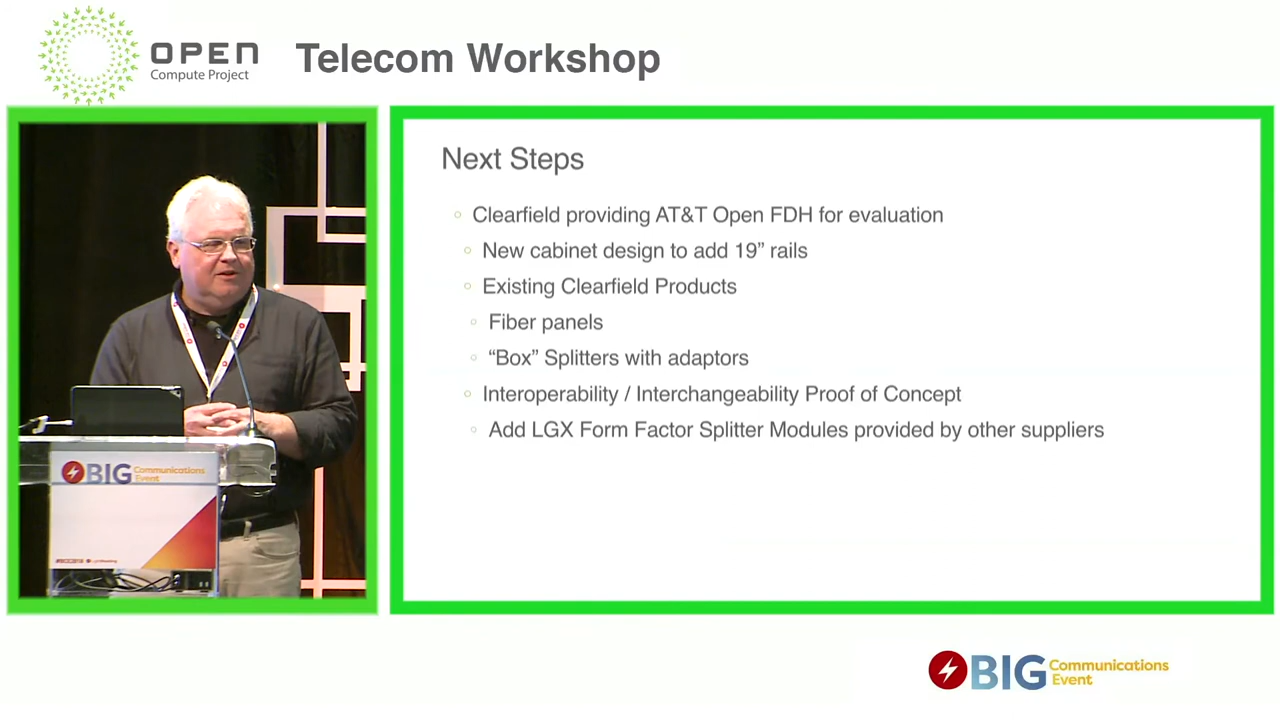 OPEN
Compute Project
Telecom Workshop
Next Steps
Clearfield providing AT&T Open FDH for evaluation
New cabinet design to add 19” rails
Existing Clearfield Products
Fiber panels
“Box” Splitters with adaptors
Interoperability / Interchangeability Proof of Concept
Add LGX Form Factor Splitter Modules provided by other suppliers
BIG Communications
Event
BIG Communications
Event